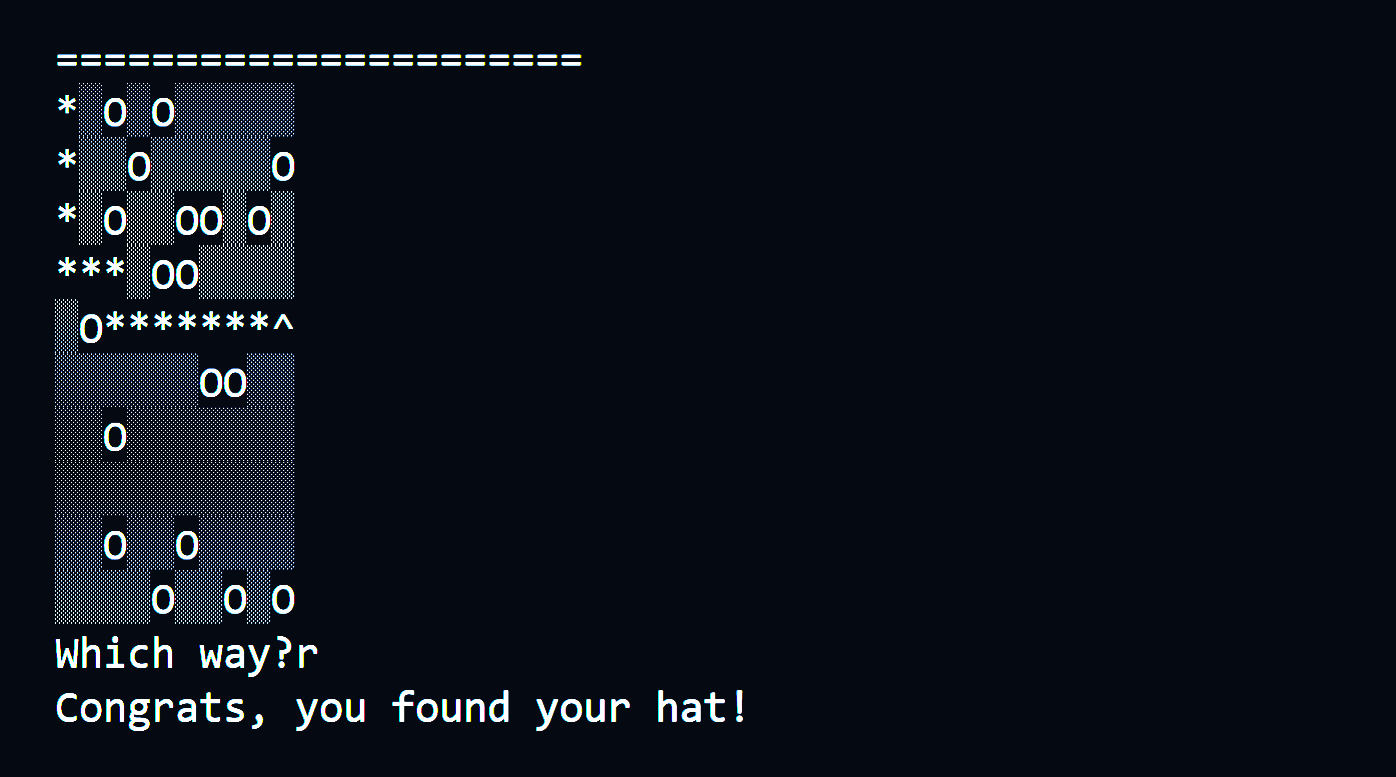 ======================
*░O░O░░░░░
*░░O░░░░░O
*░O░░OO░O░
***░OO░░░░
░O*******^
░░░░░░OO░░
░░O░░░░░░░
░░░░░░░░░░
░░O░░O░░░░
░░░░O░░O░O
Which way?r
Congrats, you found your hat!